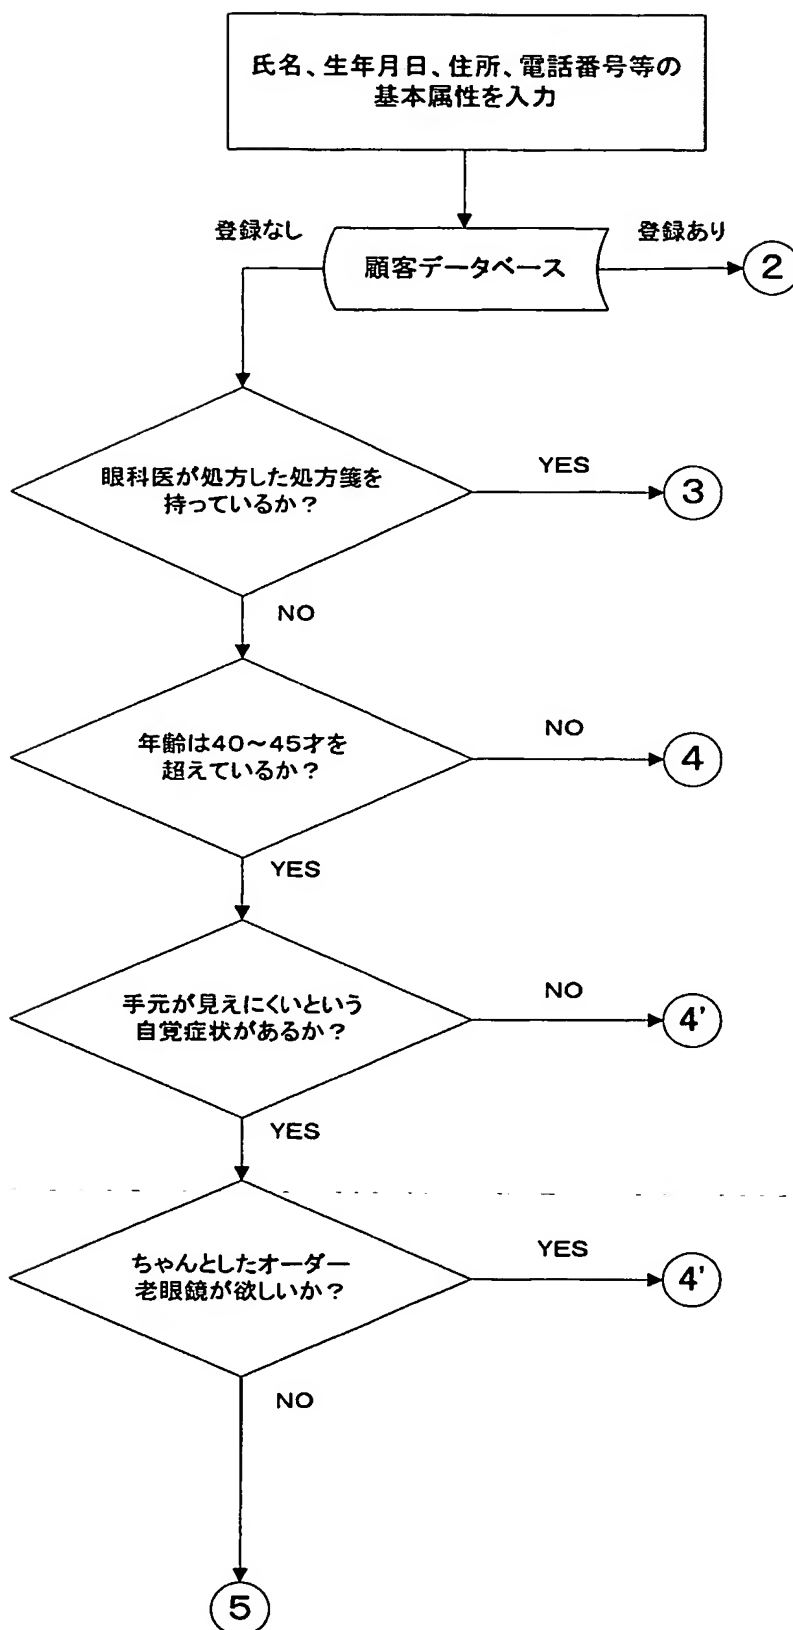 氏名、生年月日、住所、電話番号等の
基本属性を入力
登録なし
顧客データベース
登録あり
2
眼科医が処方した処方箋を
持っているか?
YES
3
NO
年齢は40~45才を
超えているか?
NO
4
YES
手元が見えにくいという
自覚症状があるか?
NO
4'
YES
ちゃんとしたオーダー
老眼鏡が欲しいか?
YES
4'
NO
5